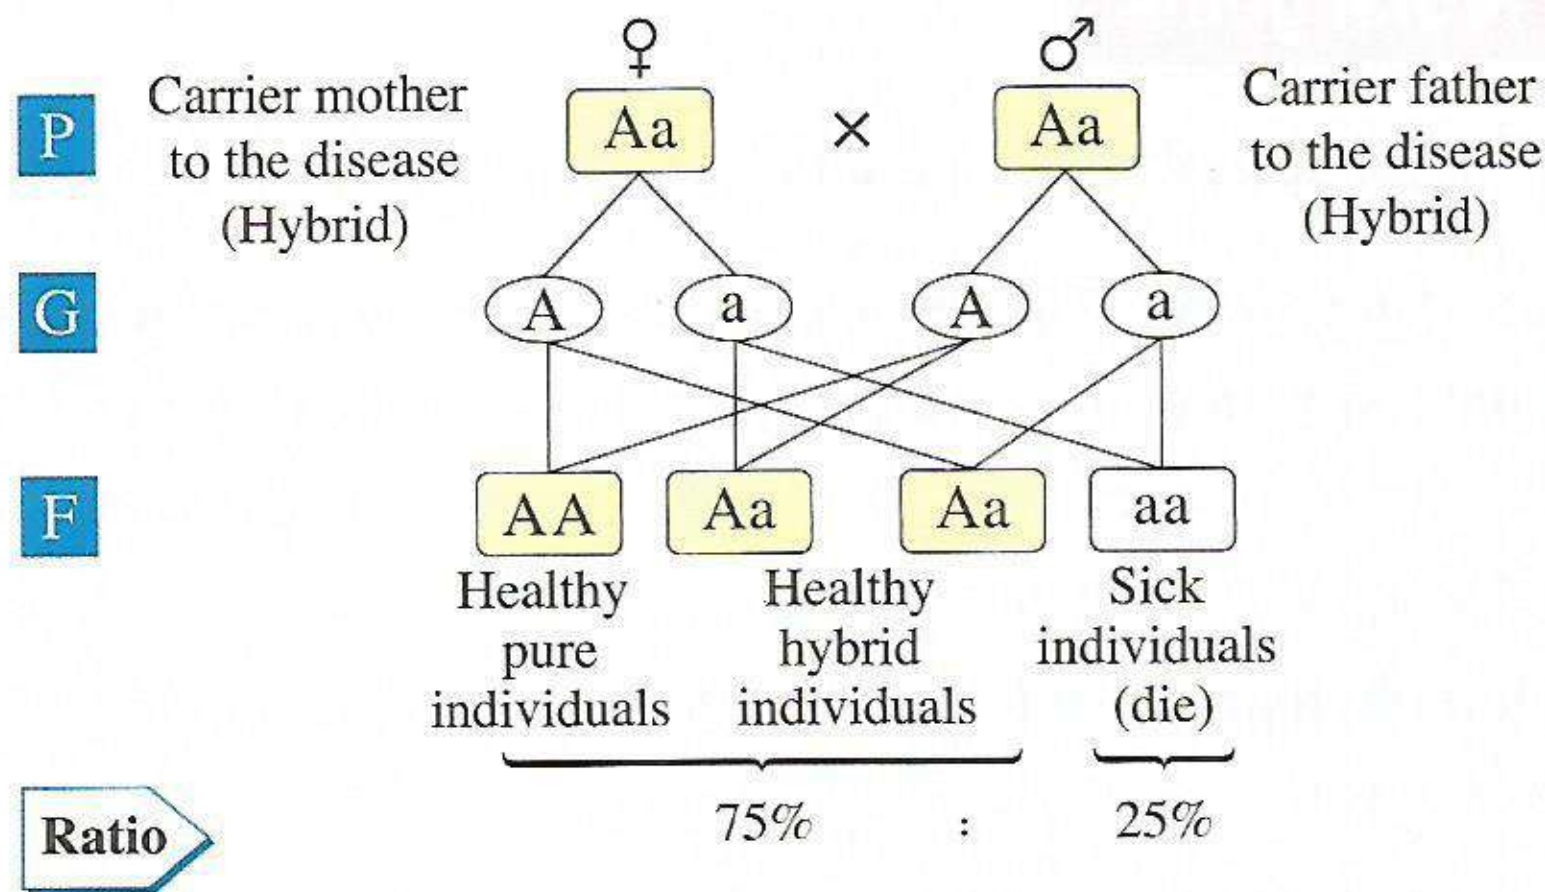 ♀ ♂
P
Carrier mother
to the disease
(Hybrid)
Aa × Aa
Carrier father
to the disease
(Hybrid)
G
A a A a
F
AA Aa Aa aa
Healthy
pure
individuals
Healthy
hybrid
individuals
Sick
individuals
(die)
Ratio
75% : 25%